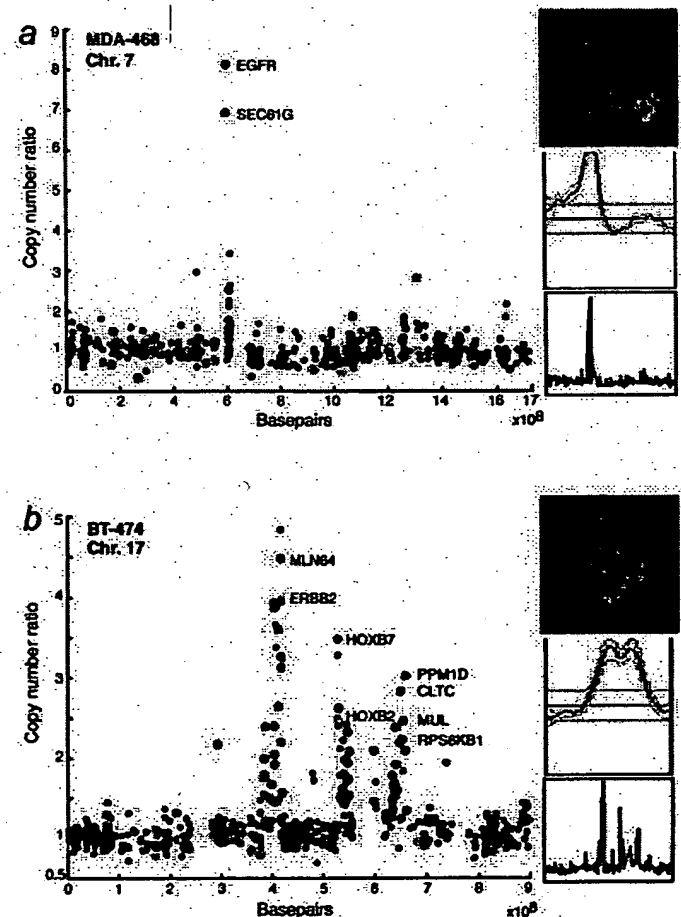 a
MDA-468
Chr. 7
9
8
7
6
5
4
3
2
1
0
Copy number ratio
EGFR
SEC61G
0 2 4 6 8 10 12 14 16 17
Basepairs
x10⁸
b
BT-474
Chr. 17
5
4
3
2
1
0.5
Copy number ratio
MLN64
ERBB2
HOXB7
PPM1D
CLTC
HOXB2
MUL
RPS6KB1
0 1 2 3 4 5 6 7 8 9
Basepairs
x10⁸